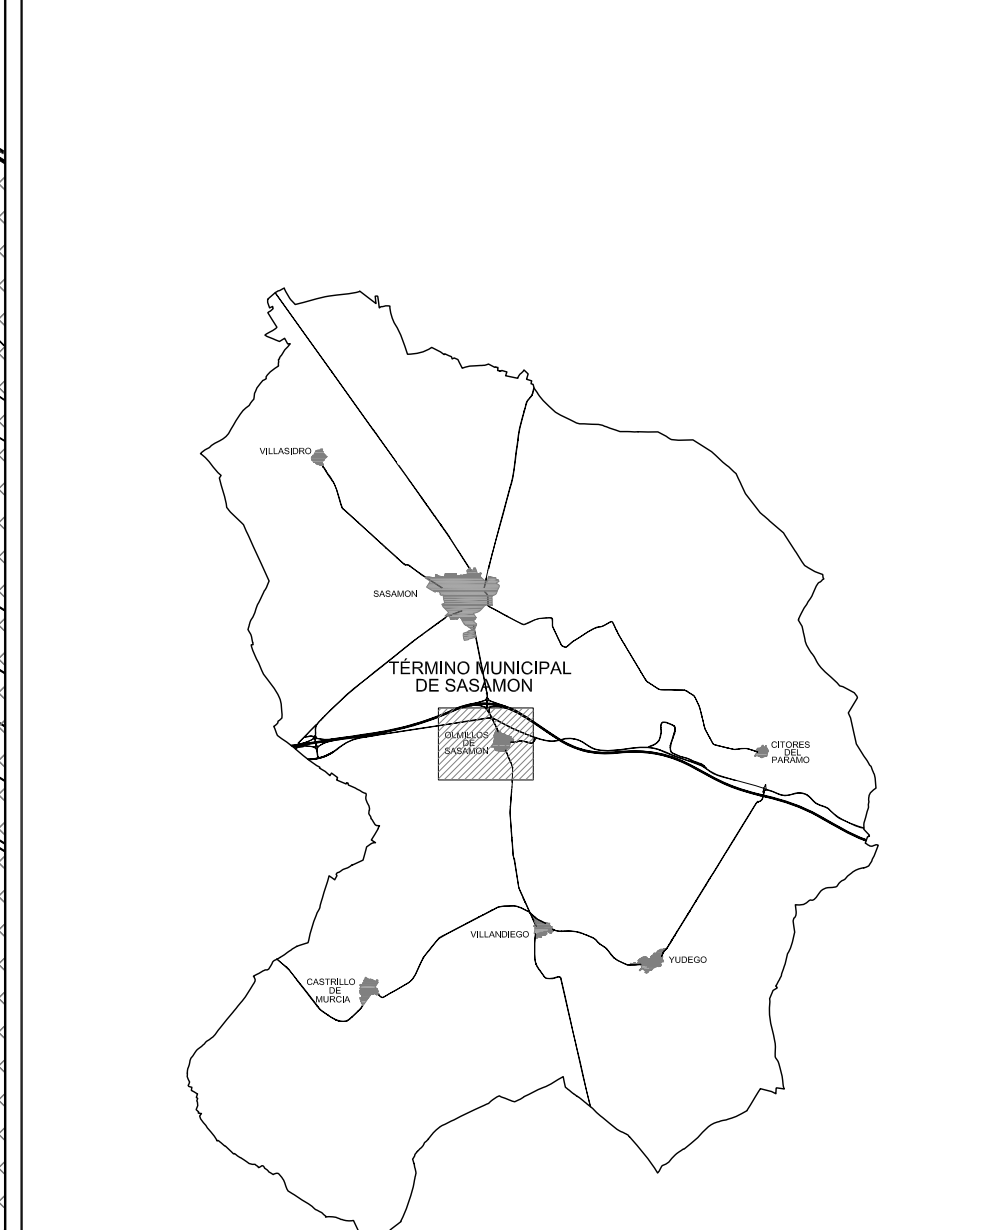 VILLASIDRO
SASAMON
TÉRMINO MUNICIPAL
DE SASAMON
OLMILLOS
DE
SASAMON
CITORES
DEL
PARAMO
VILLANDIEGO
YUDEGO
CASTRILLO
DE
MURCIA